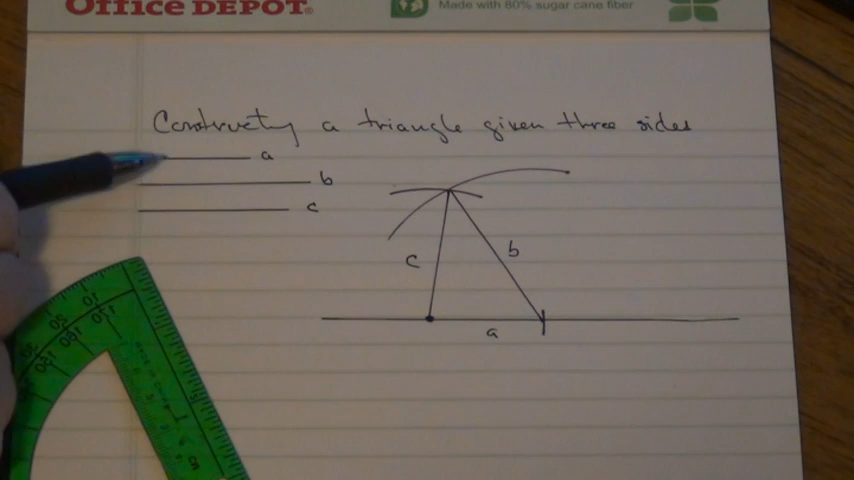 Office DEPOT®
Made with 80% sugar cane fiber
Constructing a triangle given three sides
a
b
c
c
b
a